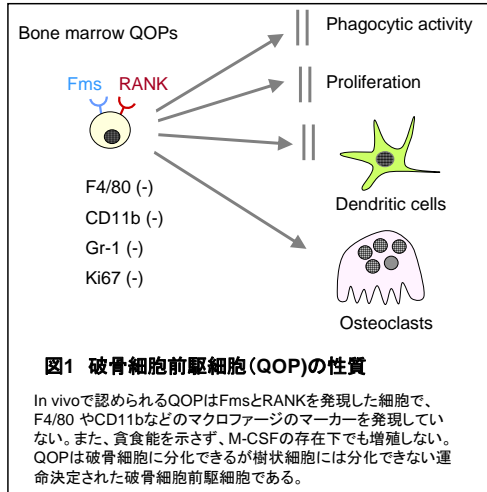 Bone marrow QOPs
Phagocytic activity
Fms RANK
Proliferation
F4/80 (-)
CD11b (-)
Gr-1 (-)
Ki67 (-)
Dendritic cells
Osteoclasts
図1 破骨細胞前駆細胞(QOP)の性質
In vivoで認められるQOPはFmsとRANKを発現した細胞で、
F4/80 やCD11bなどのマクロファージのマーカーを発現してい
ない。また、貪食能を示さず、M-CSFの存在下でも増殖しない。
QOPは破骨細胞に分化できるが樹状細胞には分化できない運
命決定された破骨細胞前駆細胞である。